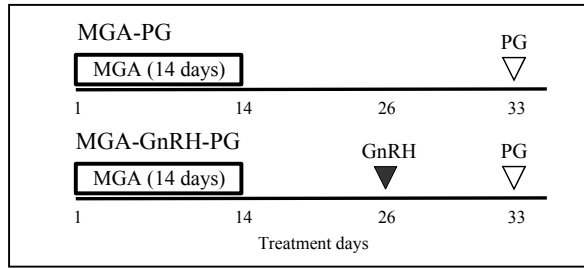 MGA-PG
PG
MGA (14 days)
1 14 26 33
MGA-GnRH-PG
GnRH PG
MGA (14 days)
1 14 26 33
Treatment days